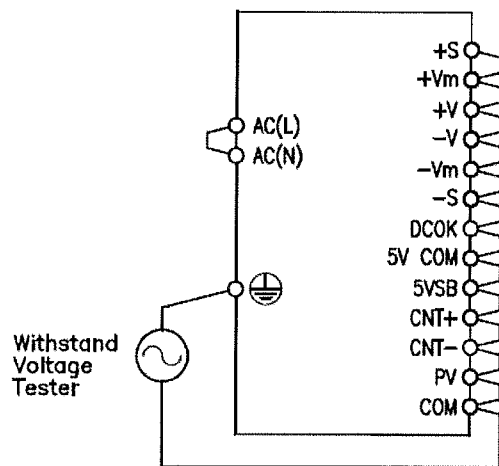 +S
+Vm
+V
AC(L)
-V
AC(N)
-Vm
-S
DCOK
5V COM
5VSB
CNT+
Withstand
Voltage
Tester
CNT-
PV
COM